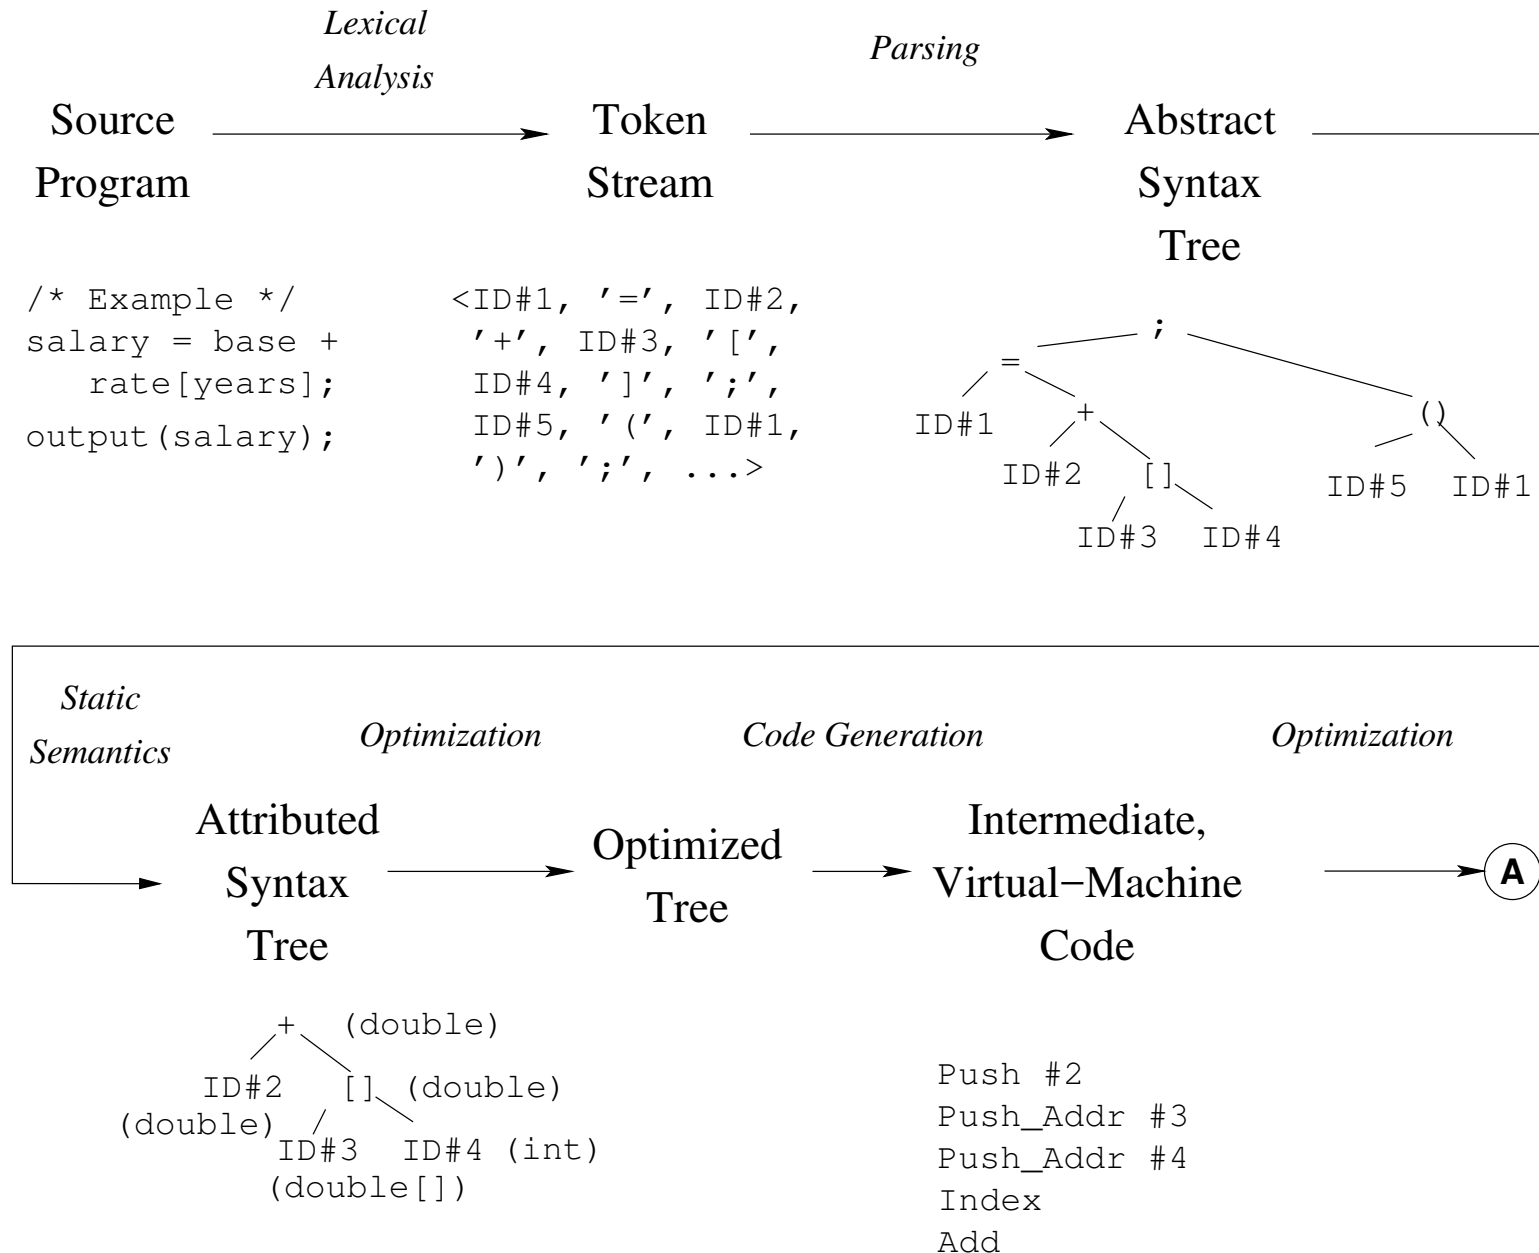 Lexical
Analysis
Parsing
Source
Program
Token
Stream
Abstract
Syntax
Tree
/* Example */
salary = base +
rate[years];
output(salary);
<ID#1, '=', ID#2,
'+', ID#3, '[',
ID#4, ']', ';',
ID#5, '(', ID#1,
')', ';', ...>
;
=
ID#1
+
()
ID#2
[]
ID#5
ID#1
ID#3
ID#4
Static
Semantics
Optimization
Code Generation
Optimization
Attributed
Syntax
Tree
Optimized
Tree
Intermediate,
Virtual−Machine
Code
A
+ (double)
ID#2 [] (double)
(double)
ID#3 ID#4 (int)
(double[])
Push #2
Push_Addr #3
Push_Addr #4
Index
Add